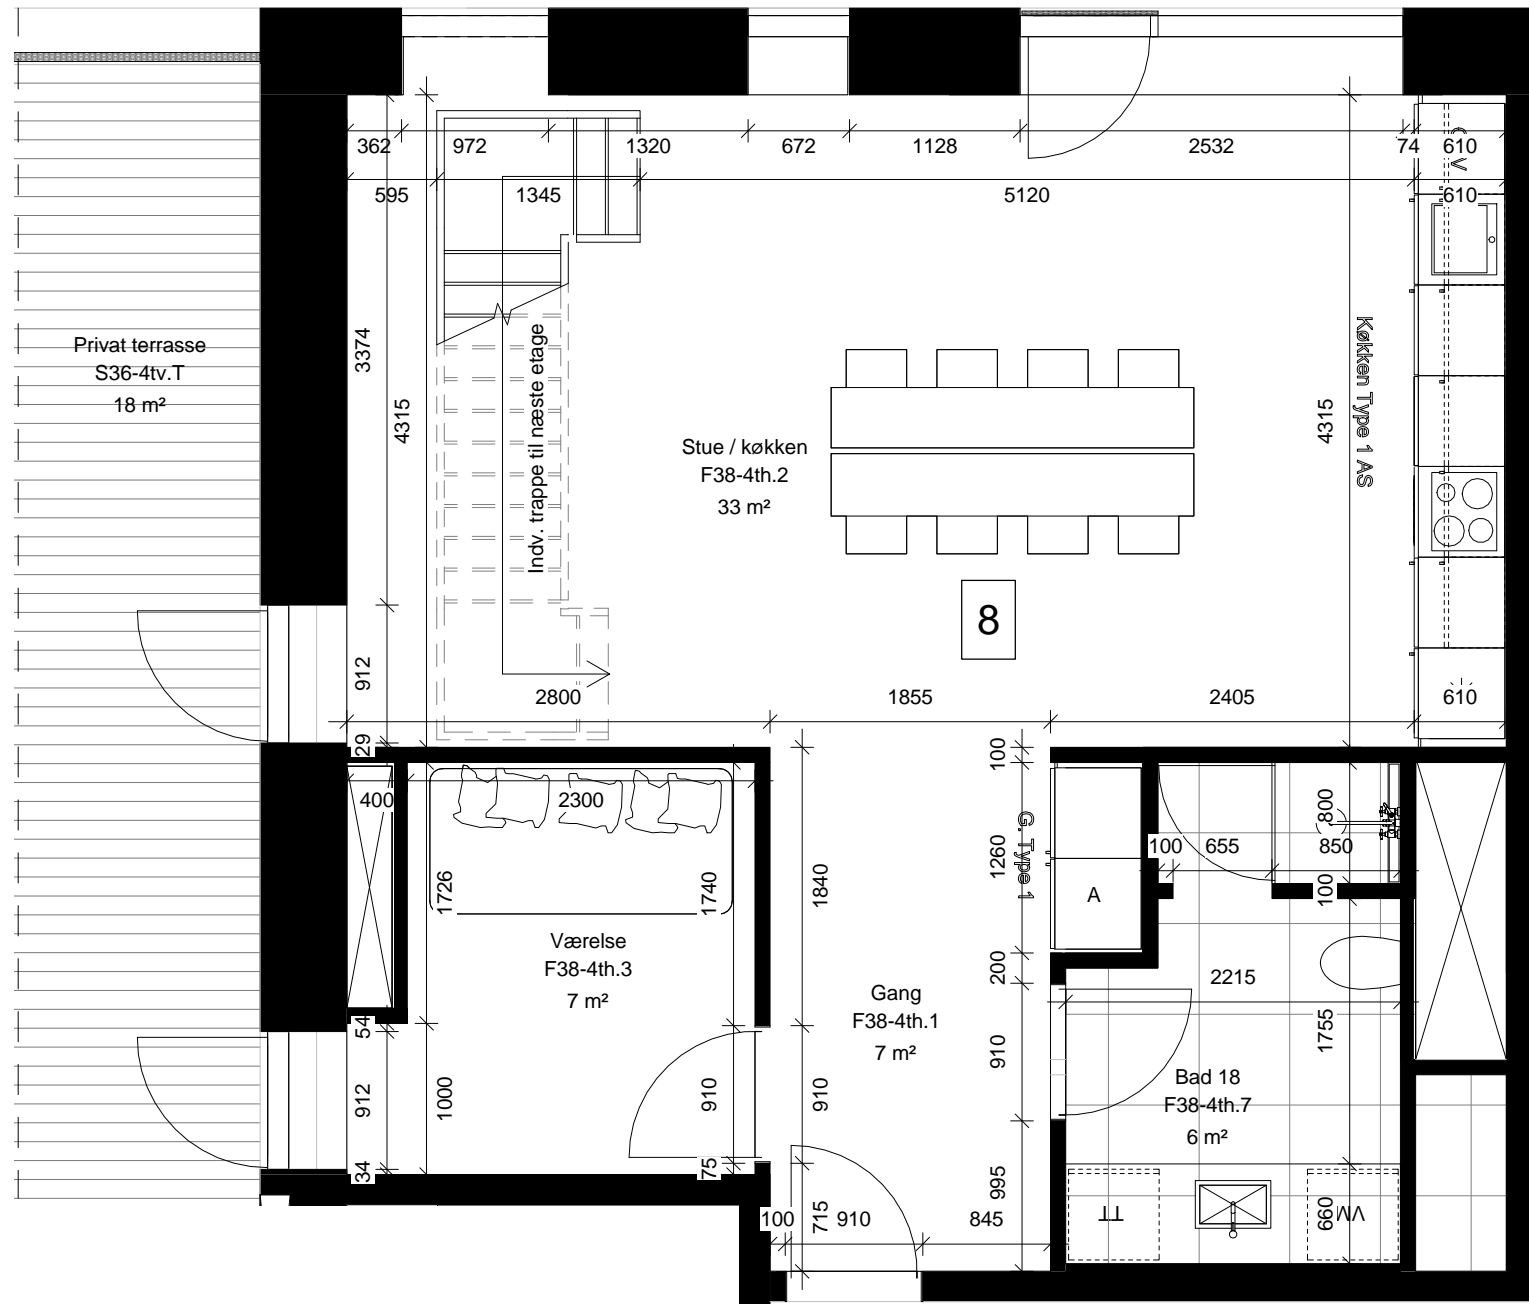 362
972
1320
672
1128
2532
74
610
595
1345
5120
610
Privat terrasse
S36-4tv.T
18 m²
3374
4315
Indv. trappe til næste etage
Stue / køkken
F38-4th.2
33 m²
4315
Køkken Type 1 AS
8
912
2800
1855
2405
610
29
100
400
2300
1726
1740
1840
1260
G. Type 1
A
800
100
655
850
100
Værelse
F38-4th.3
7 m²
200
2215
Gang
F38-4th.1
7 m²
54
912
1000
910
910
910
1755
Bad 18
F38-4th.7
6 m²
34
75
715
995
660
100
910
845
TT
VM